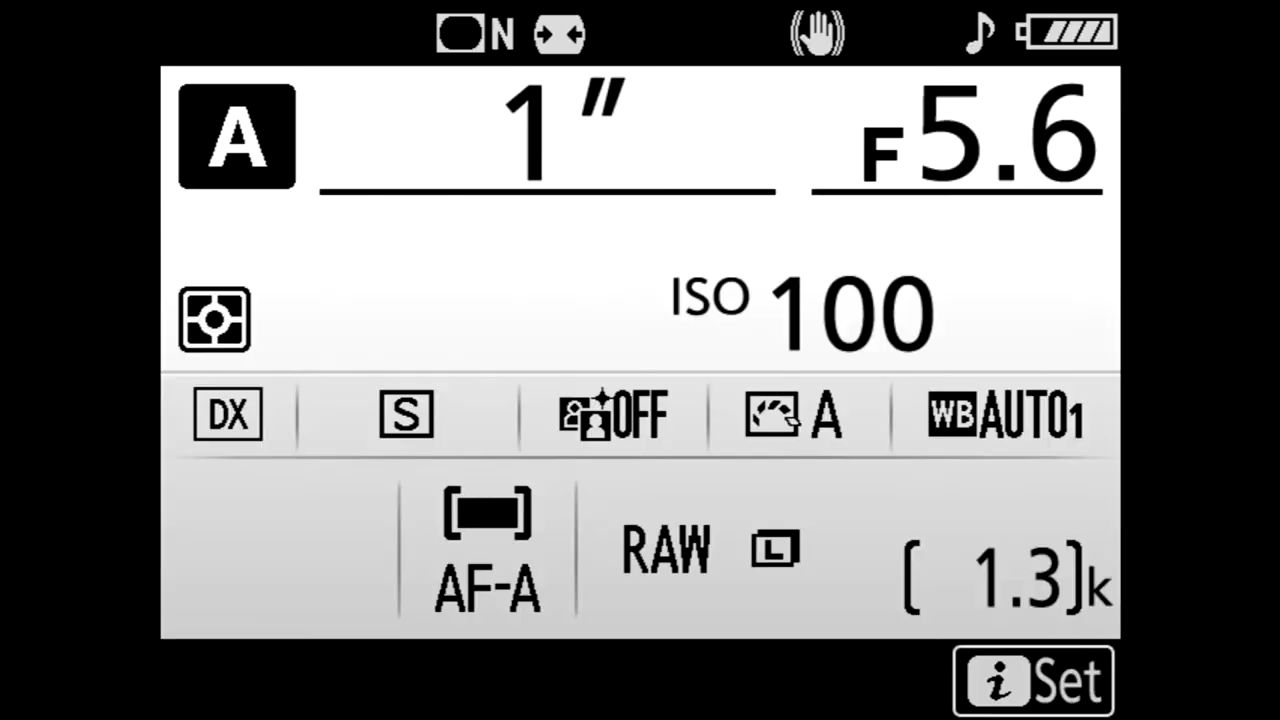 N
A 1″ F5.6
ISO 100
DX S OFF A WB AUTO1
AF-A RAW L [ 1.3]k
i Set